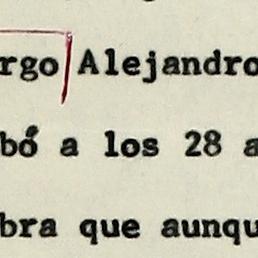 rgo Alejandro
bó a los 28 a
bra que aunqu